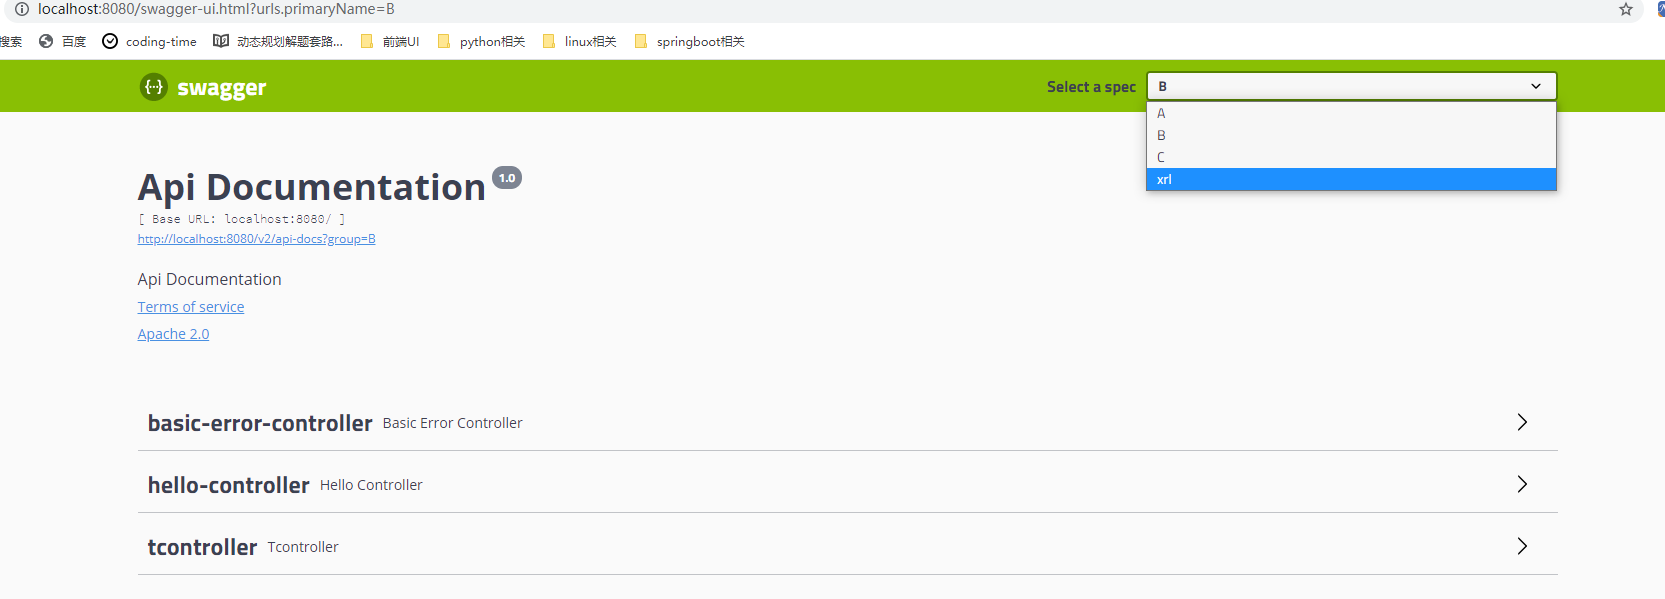 localhost:8080/swagger-ui.html?urls.primaryName=B
搜索 百度 coding-time 动态规划解题套路... 前端UI python相关 linux相关 springboot相关
{··} swagger Select a spec B
A
B
C
xrl
Api Documentation 1.0
[ Base URL: localhost:8080/ ]
http://localhost:8080/v2/api-docs?group=B
Api Documentation
Terms of service
Apache 2.0
basic-error-controller Basic Error Controller
hello-controller Hello Controller
tcontroller Tcontroller